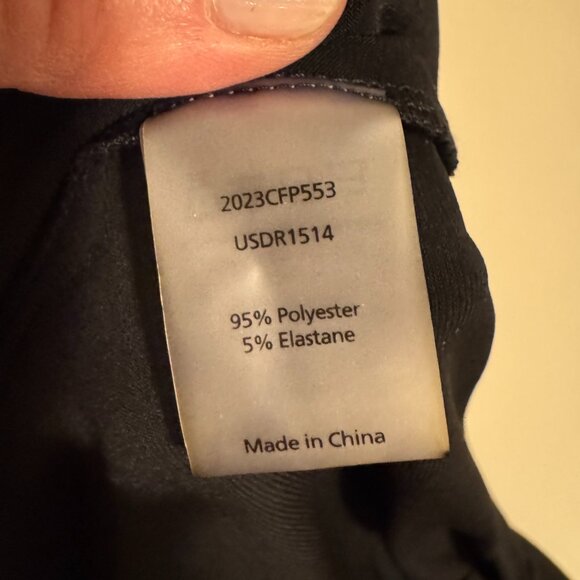 2023CFP553
USDR1514
95% Polyester
5% Elastane
Made in China